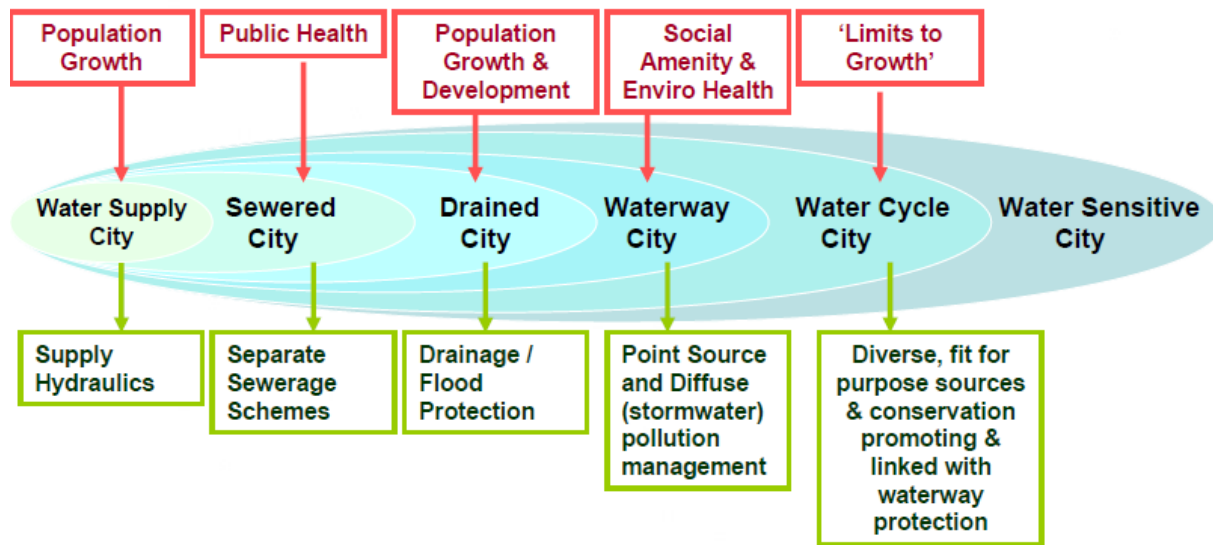 Population
Growth
Public Health
Population
Growth &
Development
Social
Amenity &
Enviro Health
‘Limits to
Growth’
Water Supply
City
Sewered
City
Drained
City
Waterway
City
Water Cycle
City
Water Sensitive
City
Supply
Hydraulics
Separate
Sewerage
Schemes
Drainage /
Flood
Protection
Point Source
and Diffuse
(stormwater)
pollution
management
Diverse, fit for
purpose sources
& conservation
promoting &
linked with
waterway
protection